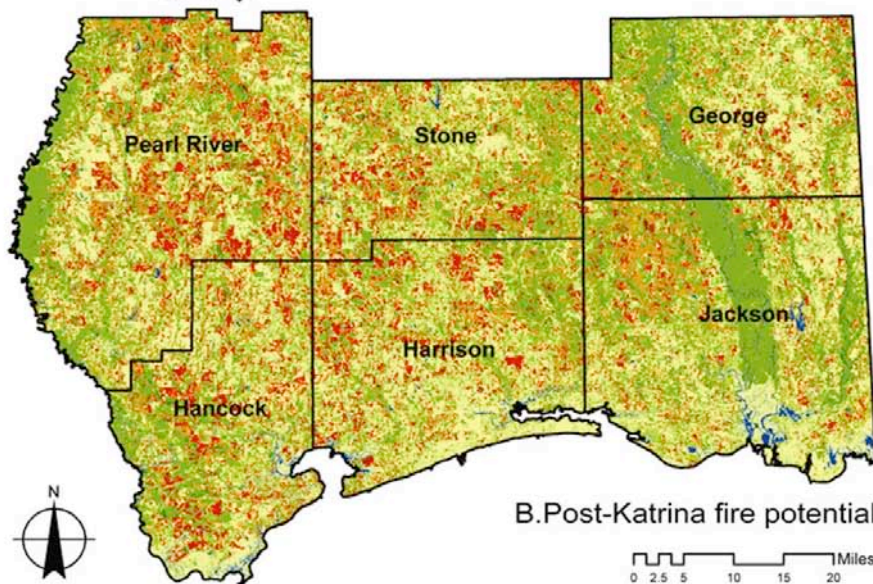 George
Stone
Pearl River
Jackson
Harrison
Hancock
N
B.Post-Katrina fire potential
Miles
0 2.5 5 10 15 20